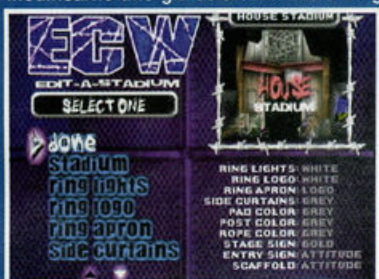 ECW
EDIT-A-STADIUM
SELECT ONE
done
stadium
ring lights
ring logo
ring apron
side curtains
HOUSE STADIUM
HOUSE
STADIUM
RING LIGHTS: WHITE
RING LOGO: WHITE
RING APRON: LOGO
SIDE CURTAINS: GREY
PAD COLOR: GREY
POST COLOR: GREY
ROPE COLOR: GREY
STAGE SIGN: GOLD
ENTRY SIGN: ATTITUDE
SCAFFOLD: ATTITUDE